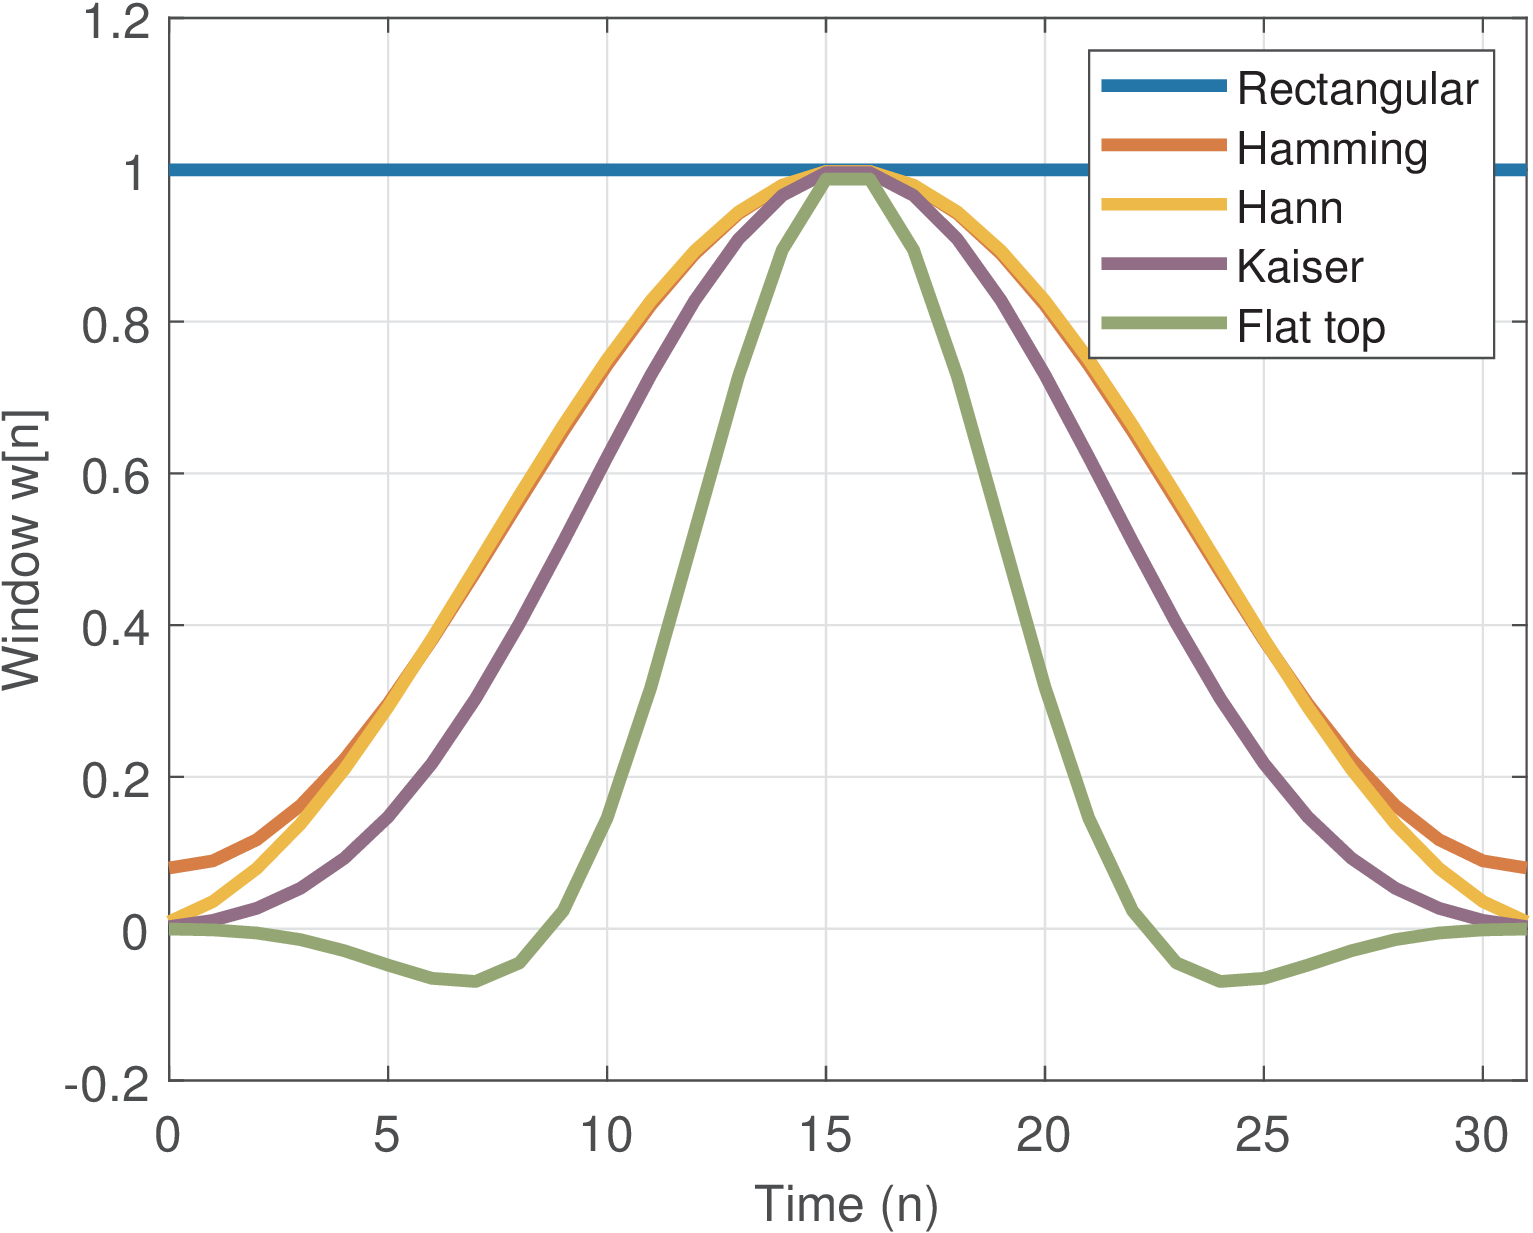 1.2
1
0.8
0.6
0.4
0.2
0
-0.2
Window w[n]
Rectangular
Hamming
Hann
Kaiser
Flat top
0 5 10 15 20 25 30
Time (n)